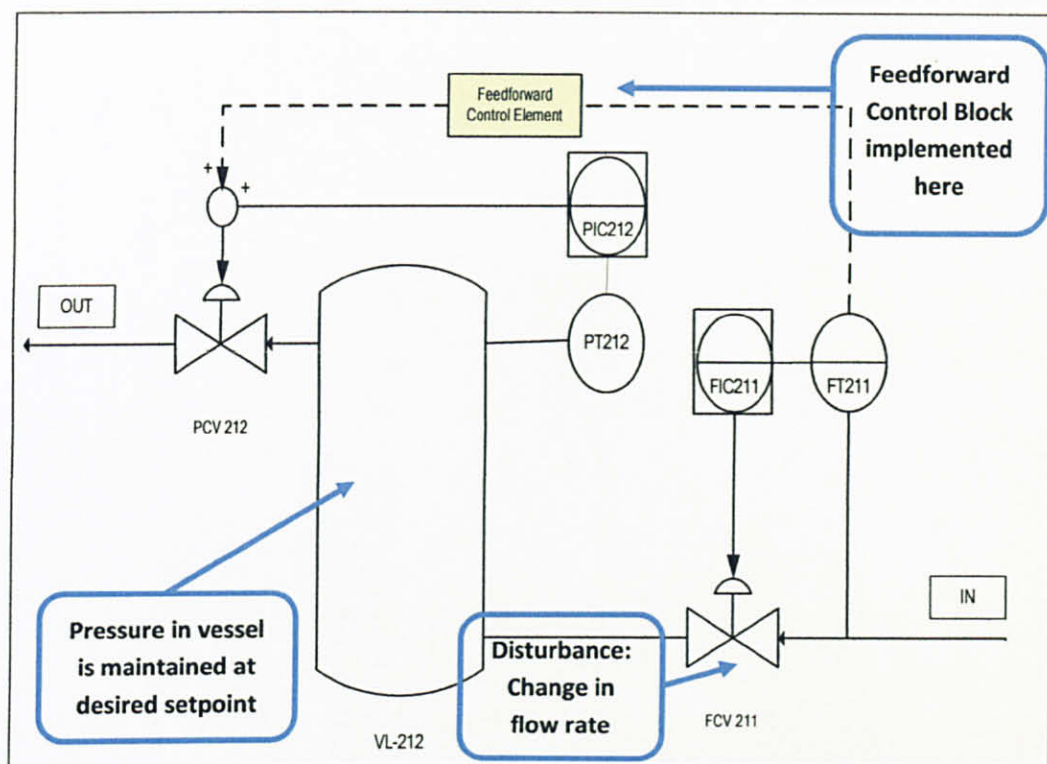 Feedforward
Control Element
Feedforward
Control Block
implemented
here
+
+
PIC212
OUT
PT212
FIC211
FT211
PCV 212
IN
Pressure in vessel
is maintained at
desired setpoint
Disturbance:
Change in
flow rate
FCV 211
VL-212